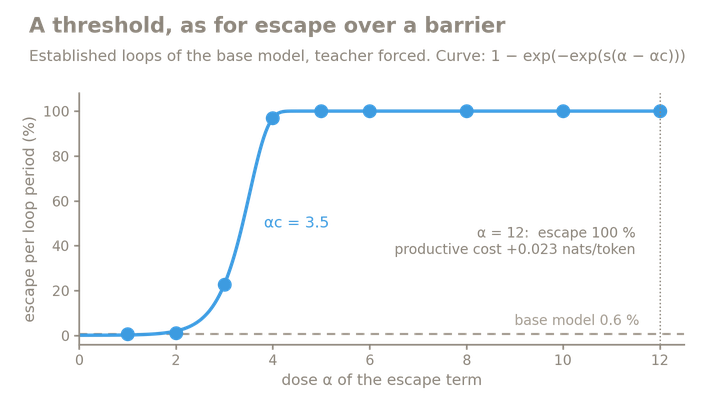 A threshold, as for escape over a barrier
Established loops of the base model, teacher forced. Curve: 1 − exp(−exp(s(α − αc)))
escape per loop period (%)
100
80
60
40
20
0
αc = 3.5
α = 12:  escape 100 %
productive cost +0.023 nats/token
base model 0.6 %
0 2 4 6 8 10 12
dose α of the escape term